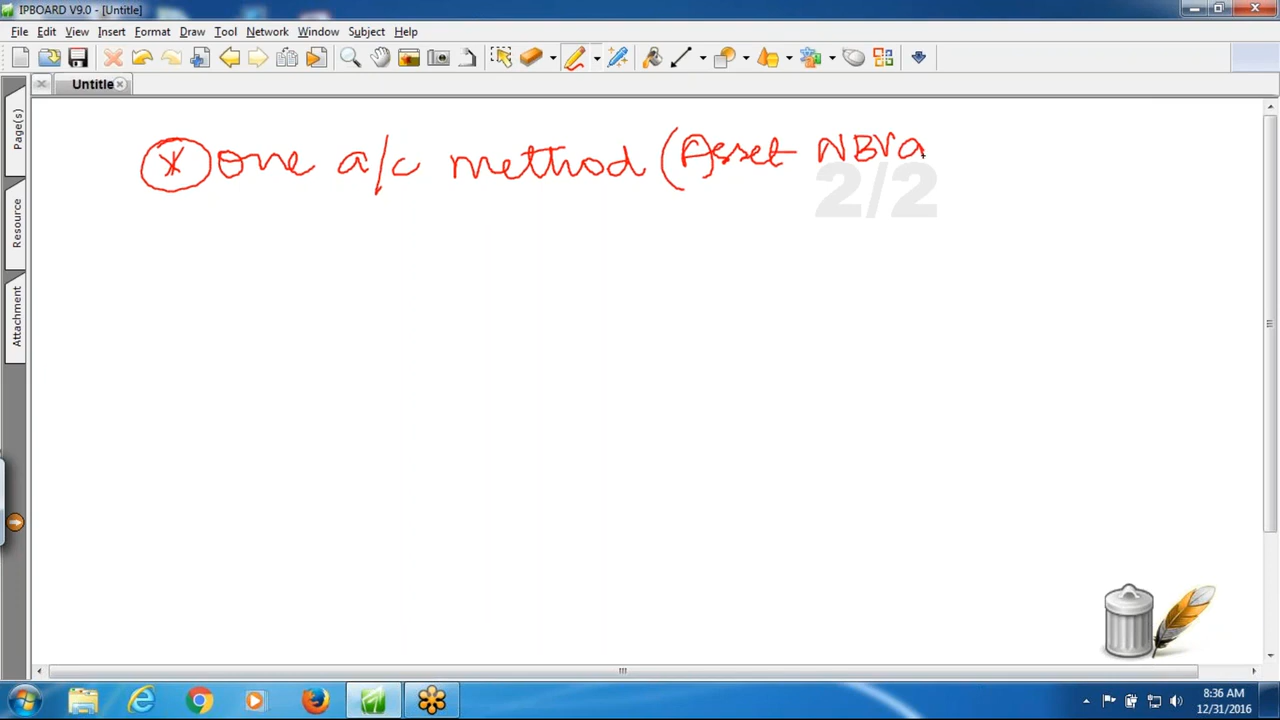 IPBOARD V9.0 - [Untitled]
File Edit View Insert Format Draw Tool Network Window Subject Help
Untitle
Page(s)
Resource
Attachment
* One a/c method (Asset NBVa
2/2
8:36 AM
12/31/2016